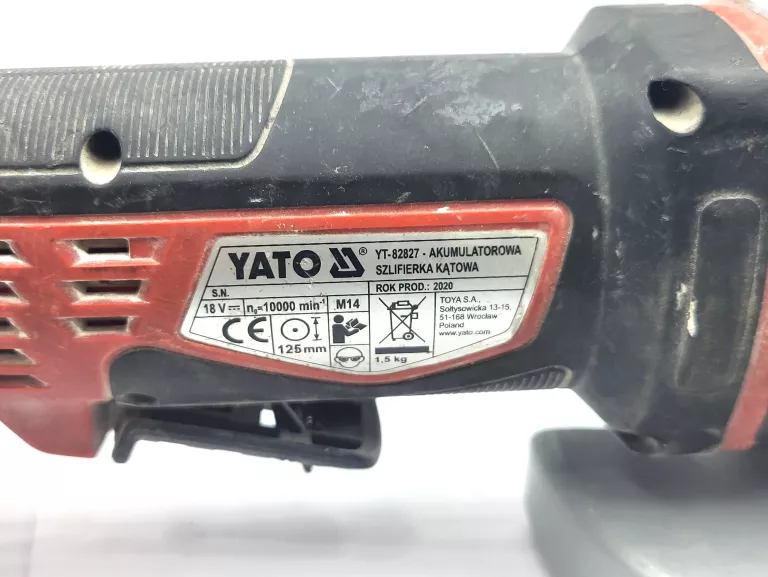 YATO ® YT-82827 - AKUMULATOROWA
SZLIFIERKA KĄTOWA
S.N. ROK PROD.: 2020
18 V n₀=10000 min⁻¹ M14
TOYA S.A.,
Sołtysowicka 13-15,
51-168 Wrocław
Poland
www.yato.com
CE 125mm 1,5 kg